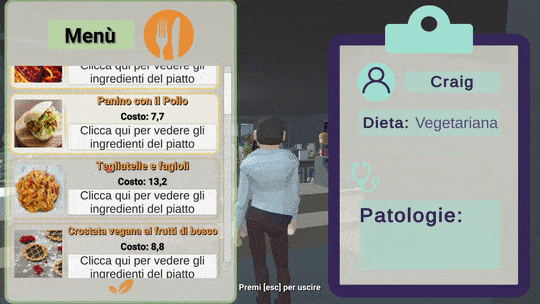 Menù
Clicca qui per vedere gli
ingredienti del piatto
Panino con il Pollo
Costo: 7,7
Clicca qui per vedere gli
ingredienti del piatto
Tagliatelle e fagioli
Costo: 13,2
Clicca qui per vedere gli
ingredienti del piatto
Crostata vegana ai frutti di bosco
Costo: 8,8
Clicca qui per vedere gli
ingredienti del piatto
Craig
Dieta: Vegetariana
Patologie:
Premi [esc] per uscire